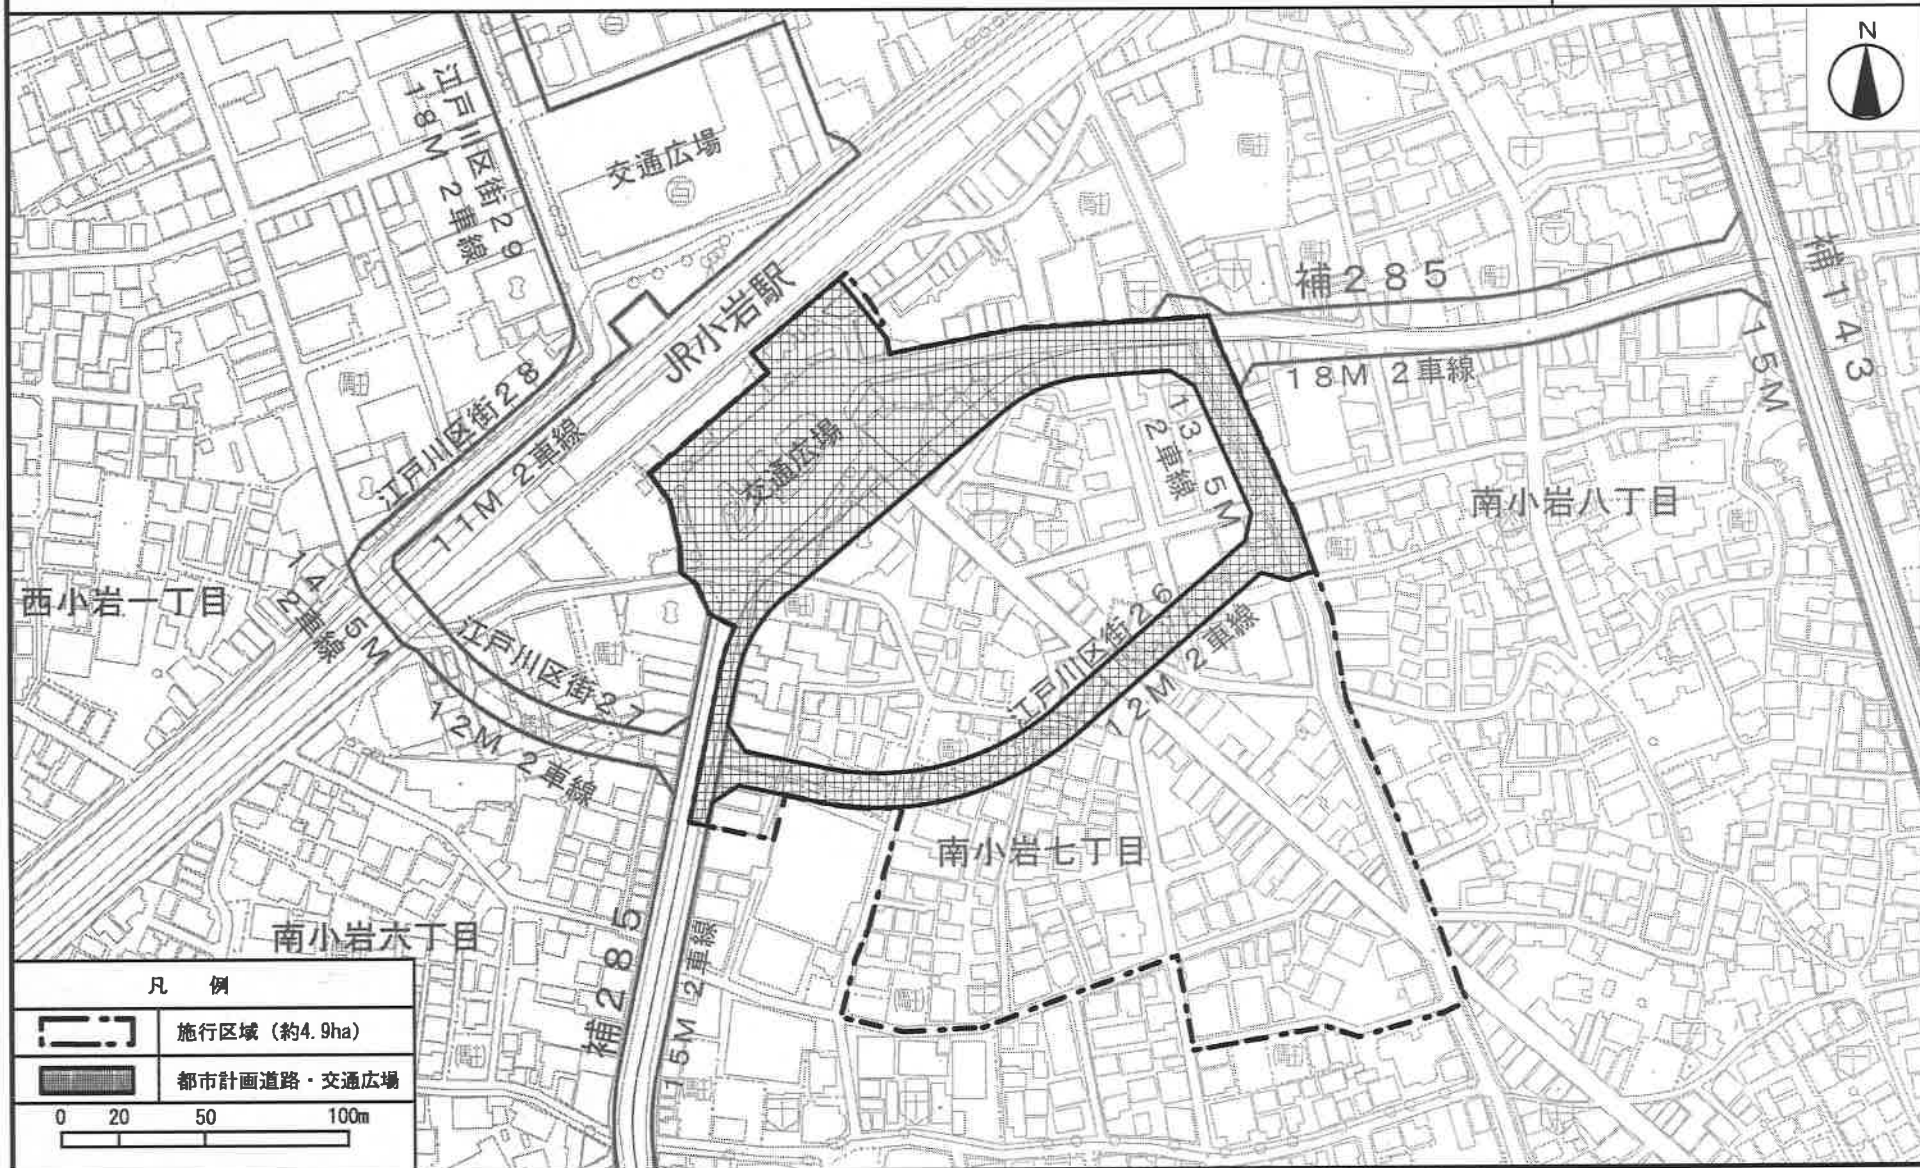 N
江戸川区街29
18M 2車線
交通広場
JR小岩駅
補285
補143
15M
18M 2車線
江戸川区街28
11M 2車線
交通広場
13.5M
2車線
南小岩八丁目
西小岩一丁目
14.5M
2車線
江戸川区街27
12M 2車線
江戸川区街26
12M 2車線
南小岩七丁目
南小岩六丁目
補285
15M 2車線
凡 例
施行区域（約4.9ha）
都市計画道路・交通広場
0 20 50 100m